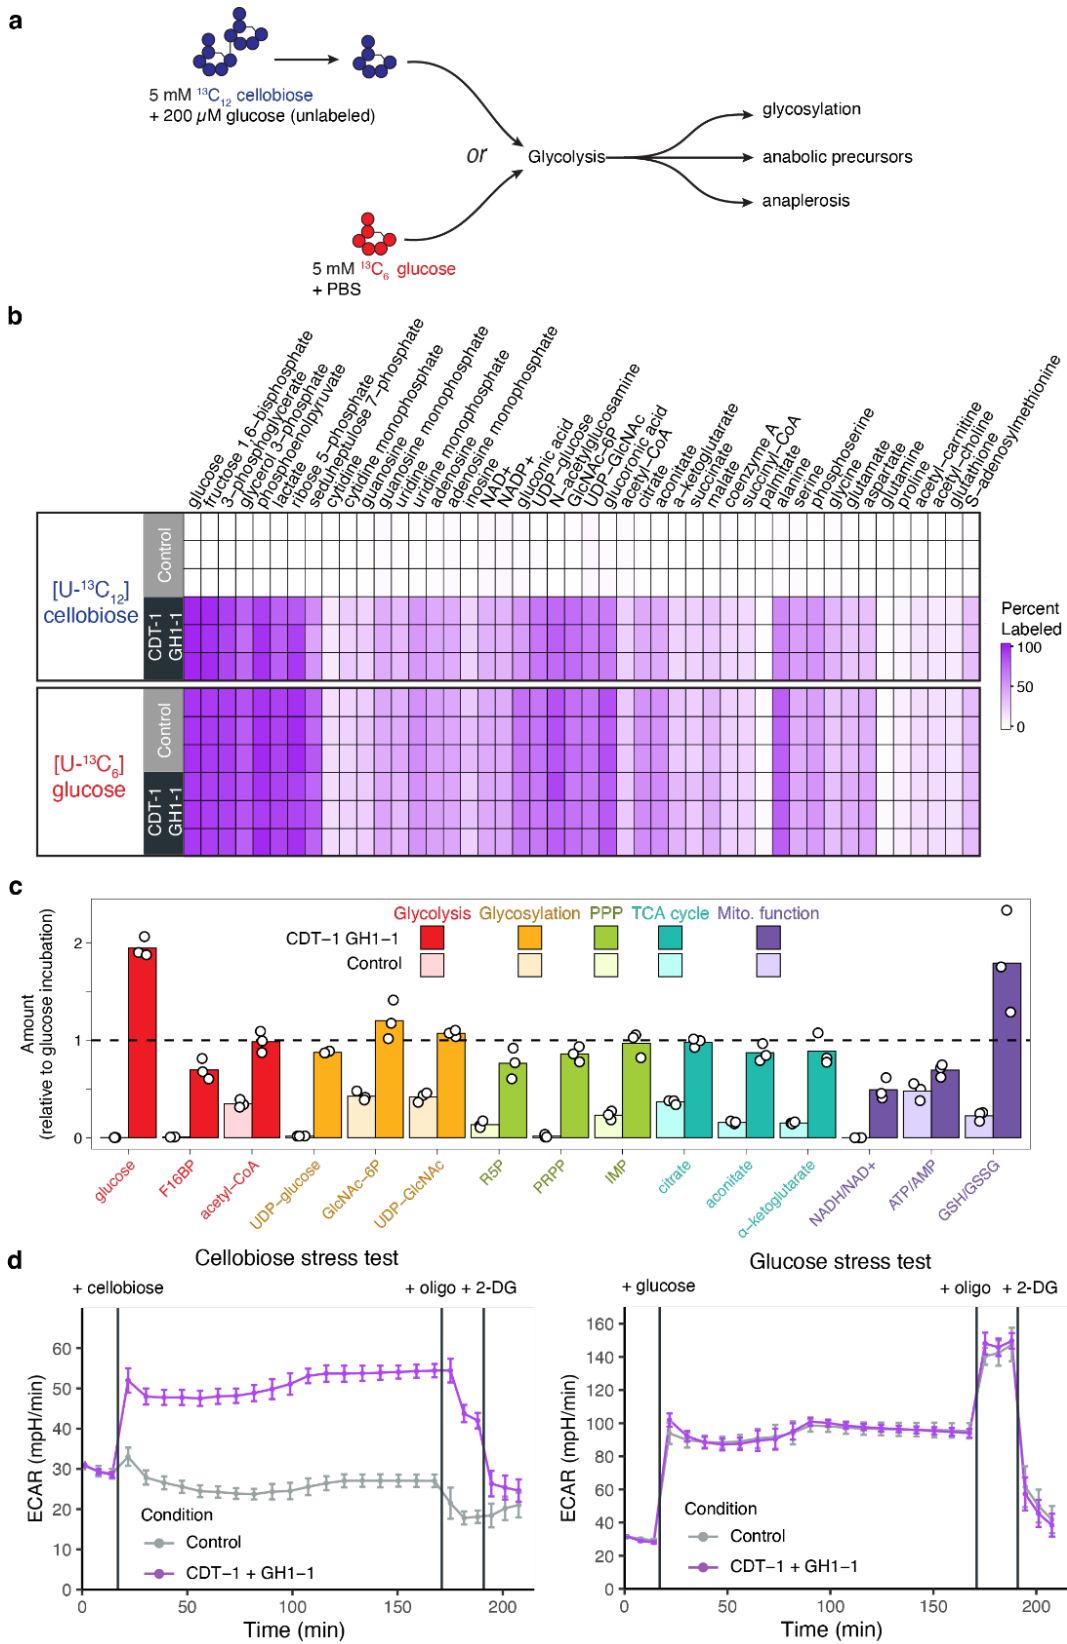 a
5 mM 13C12 cellobiose
+ 200 µM glucose (unlabeled)
or
5 mM 13C6 glucose
+ PBS
Glycolysis
glycosylation
anabolic precursors
anaplerosis
b
glucose
fructose 1,6-bisphosphate
3-phosphoglycerate
glycerol 3-phosphate
phosphoenolpyruvate
lactate
ribose 5-phosphate
sedheptulose 7-phosphate
cytidine
cytidine monophosphate
guanosine
guanosine monophosphate
uridine
uridine monophosphate
adenosine
adenosine monophosphate
inosine
NAD+
NADP+
gluconic acid
UDP-glucose
N-acetylglucosamine
GlcNAc-6P
UDP-GlcNAc
glucuronic acid
acetyl-CoA
citrate
aconitate
a-ketoglutarate
succinate
malate
coenzyme A
succinyl-CoA
palmitate
alanine
serine
phosphoserine
glycine
glutamate
aspartate
glutamine
proline
acetyl-carnitine
acetyl-choline
glutathione
S-adenosylmethionine
[U-13C12]
cellobiose
Control
CDT-1
GH1-1
[U-13C6]
glucose
Control
CDT-1
GH1-1
Percent
Labeled
100
50
0
c
Amount
(relative to glucose incubation)
2
1
0
Glycolysis Glycosylation PPP TCA cycle Mito. function
CDT-1 GH1-1
Control
glucose
F16BP
acetyl-CoA
UDP-glucose
GlcNAc-6P
UDP-GlcNAc
R5P
PRPP
IMP
citrate
aconitate
α-ketoglutarate
NADH/NAD+
ATP/AMP
GSH/GSSG
d
Cellobiose stress test
+ cellobiose
+ oligo + 2-DG
ECAR (mpH/min)
60
50
40
30
20
10
0
Condition
Control
CDT-1 + GH1-1
0 50 100 150 200
Time (min)
Glucose stress test
+ glucose
+ oligo + 2-DG
ECAR (mpH/min)
160
140
120
100
80
60
40
20
0
Condition
Control
CDT-1 + GH1-1
0 50 100 150 200
Time (min)